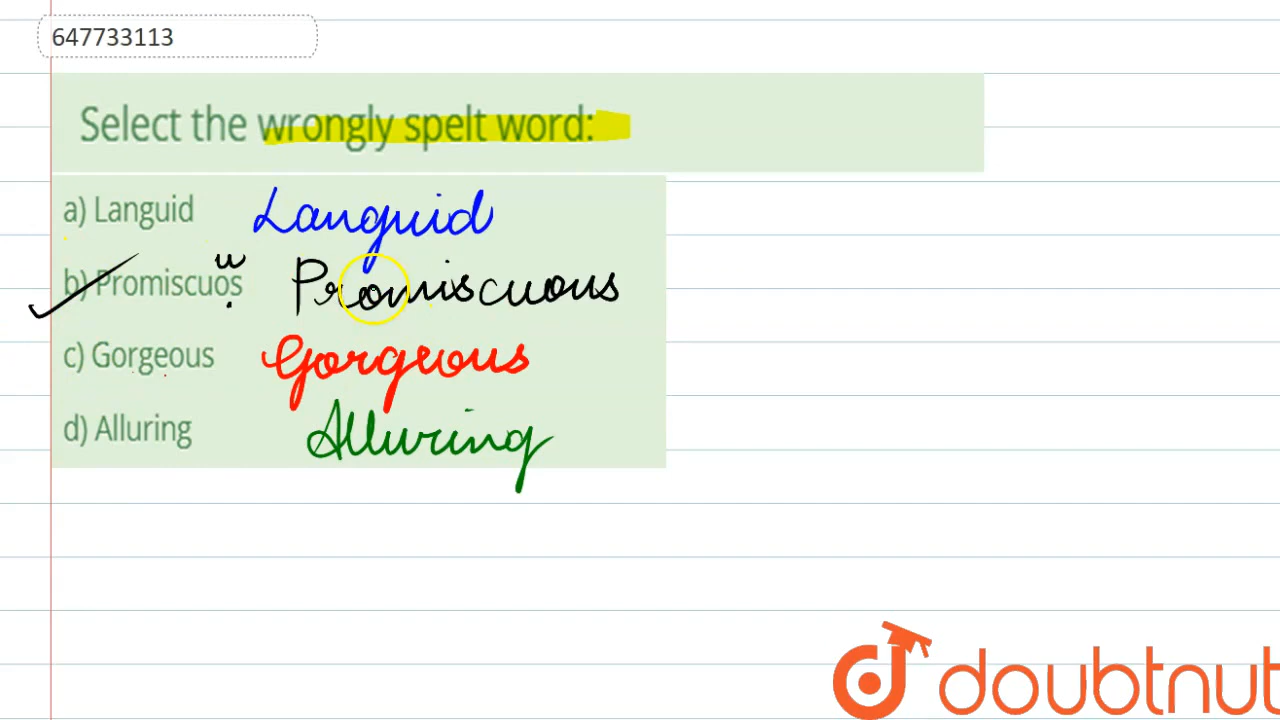 647733113
Select the wrongly spelt word:
a) Languid Languid
u
b) Promiscuos Promiscuous
c) Gorgeous Gorgeous
d) Alluring Alluring
doubtnut